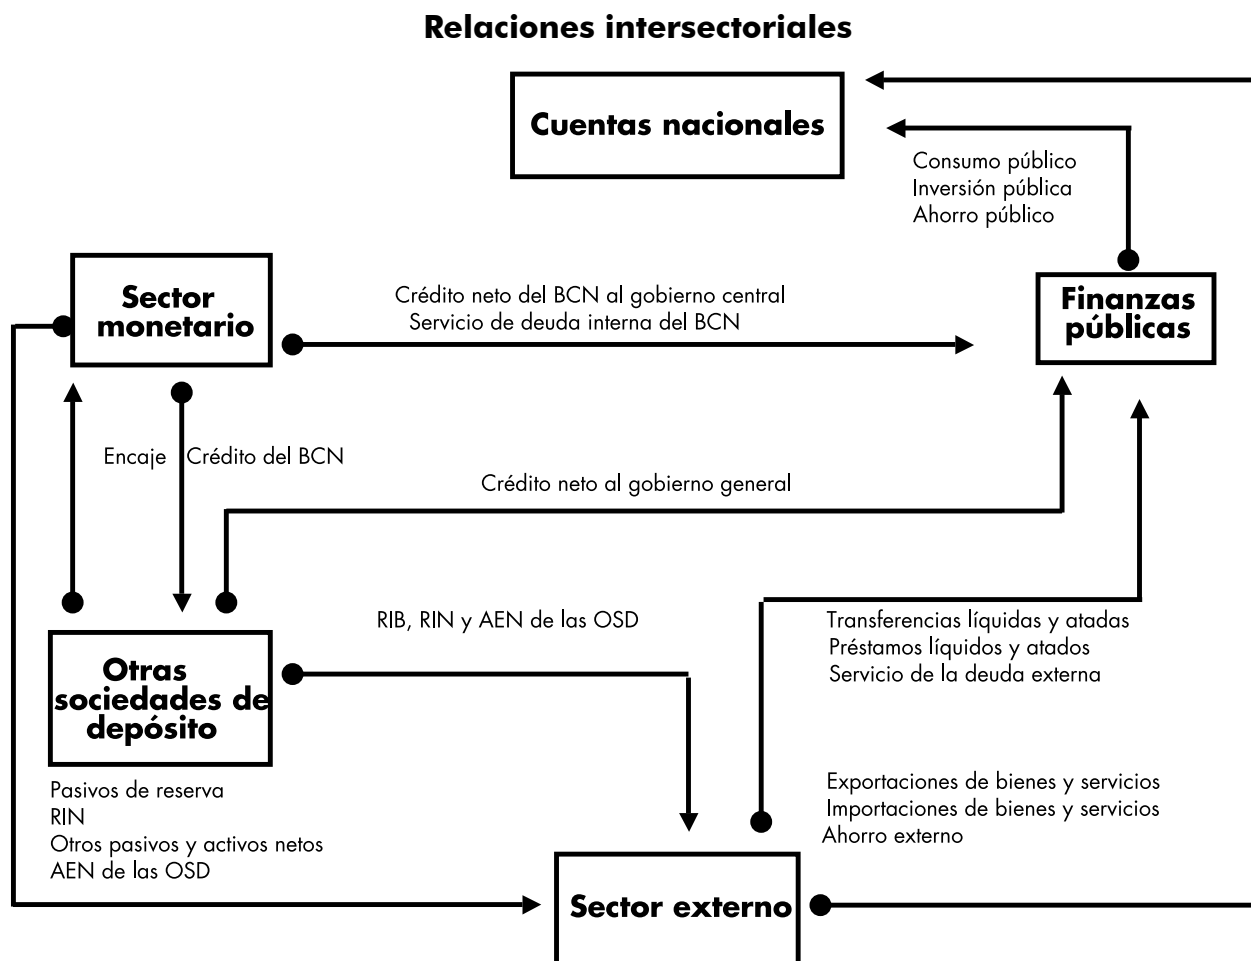 Relaciones intersectoriales
Cuentas nacionales
Consumo público
Inversión pública
Ahorro público
Sector
monetario
Crédito neto del BCN al gobierno central
Servicio de deuda interna del BCN
Finanzas
públicas
Encaje
Crédito del BCN
Crédito neto al gobierno general
RIB, RIN y AEN de las OSD
Transferencias líquidas y atadas
Préstamos líquidos y atados
Servicio de la deuda externa
Otras
sociedades de
depósito
Pasivos de reserva
RIN
Otros pasivos y activos netos
AEN de las OSD
Exportaciones de bienes y servicios
Importaciones de bienes y servicios
Ahorro externo
Sector externo